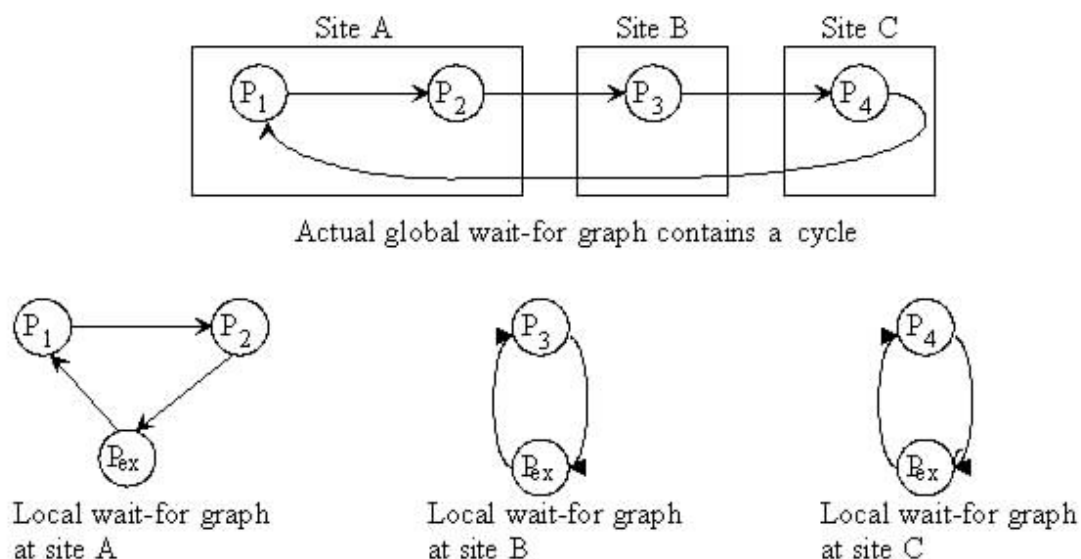 Site A Site B Site C
P1 P2 P3 P4
Actual global wait-for graph contains a cycle
P1 P2 P3 P4
Pex Pex Pex
Local wait-for graph Local wait-for graph Local wait-for graph
at site A at site B at site C